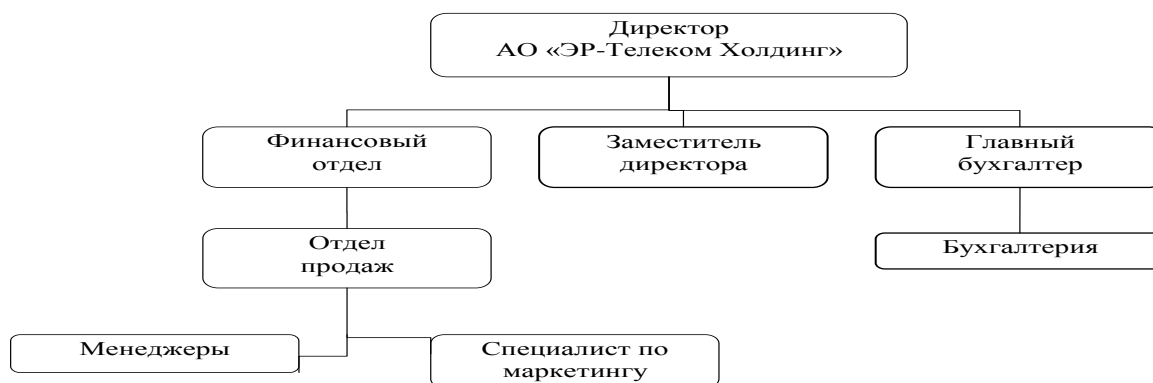 Директор
АО «ЭР-Телеком Холдинг»
Финансовый
отдел
Заместитель
директора
Главный
бухгалтер
Отдел
продаж
Бухгалтерия
Менеджеры
Специалист по
маркетингу